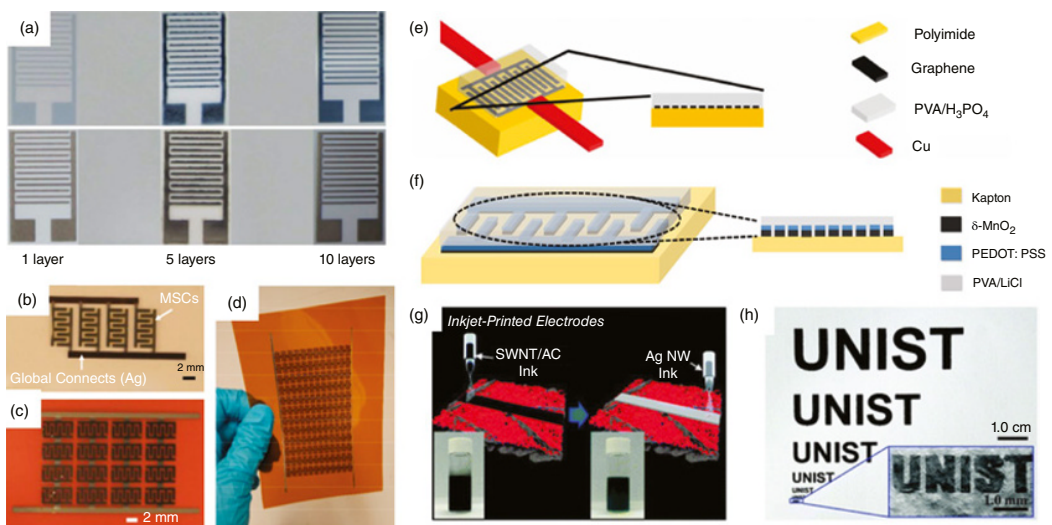 (a)
1 layer
5 layers
10 layers
(b)
MSCs
Global Connects (Ag)
2 mm
(c)
2 mm
(d)
(e)
Polyimide
Graphene
PVA/H₃PO₄
Cu
(f)
Kapton
δ-MnO₂
PEDOT: PSS
PVA/LiCl
(g)
Inkjet-Printed Electrodes
SWNT/AC
Ink
Ag NW
Ink
(h)
UNIST
UNIST
UNIST
UNIST
UNIST
1.0 cm
UNIST
1.0 mm